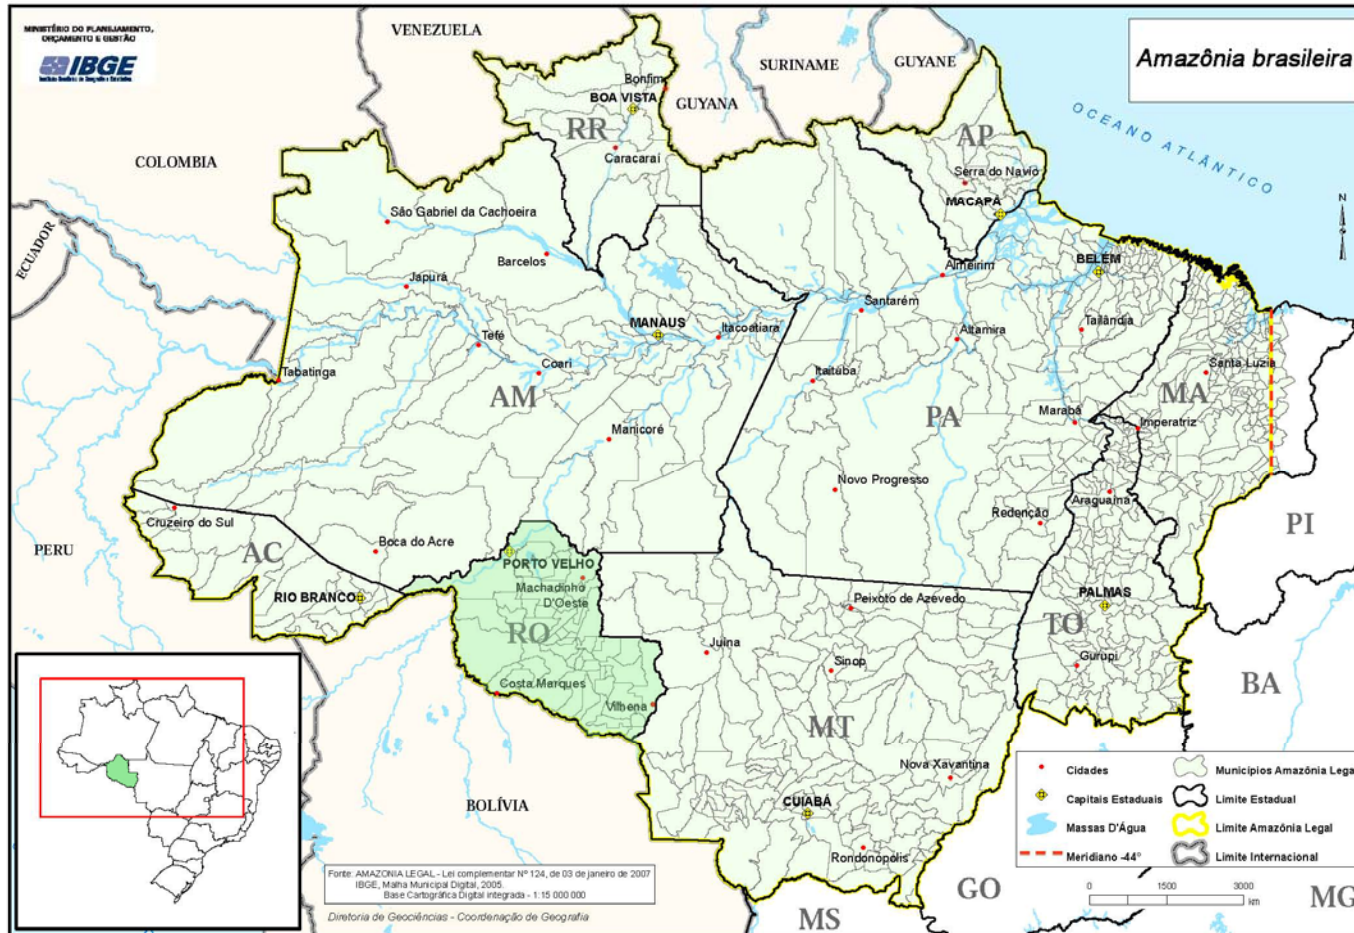 MINISTÉRIO DO PLANEJAMENTO,
ORÇAMENTO E GESTÃO
IBGE
Instituto Brasileiro de Geografia e Estatística
Amazônia brasileira
VENEZUELA
SURINAME
GUYANE
GUYANA
COLOMBIA
ECUADOR
PERU
BOLÍVIA
OCEANO ATLÂNTICO
N
Bonfim
BOA VISTA
RR
Caracaraí
AP
Serra do Navio
MACAPÁ
São Gabriel da Cachoeira
Barcelos
Japurá
MANAUS
Itacoatiara
Tefé
Coari
Tabatinga
AM
Manicoré
Almeirim
BELÉM
Santarém
Altamira
Tailândia
Itaituba
Santa Luzia
MA
Marabá
PA
Imperatriz
Novo Progresso
Araguaína
Redenção
PI
Cruzeiro do Sul
AC
Boca do Acre
RIO BRANCO
PORTO VELHO
Machadinho
D'Oeste
RO
Costa Marques
Vilhena
Peixoto de Azevedo
Juína
Sinop
MT
Nova Xavantina
CUIABÁ
Rondonópolis
PALMAS
TO
Gurupi
BA
GO
MS
MG
Cidades
Capitais Estaduais
Massas D'Água
Meridiano -44°
Municípios Amazônia Lega
Limite Estadual
Limite Amazônia Legal
Limite Internacional
0 1500 3000
km
Fonte: AMAZONIA LEGAL - Lei complementar Nº 124, de 03 de janeiro de 2007
IBGE, Malha Municipal Digital, 2005.
Base Cartográfica Digital integrada - 1:15 000 000
Diretoria de Geociências - Coordenação de Geografia